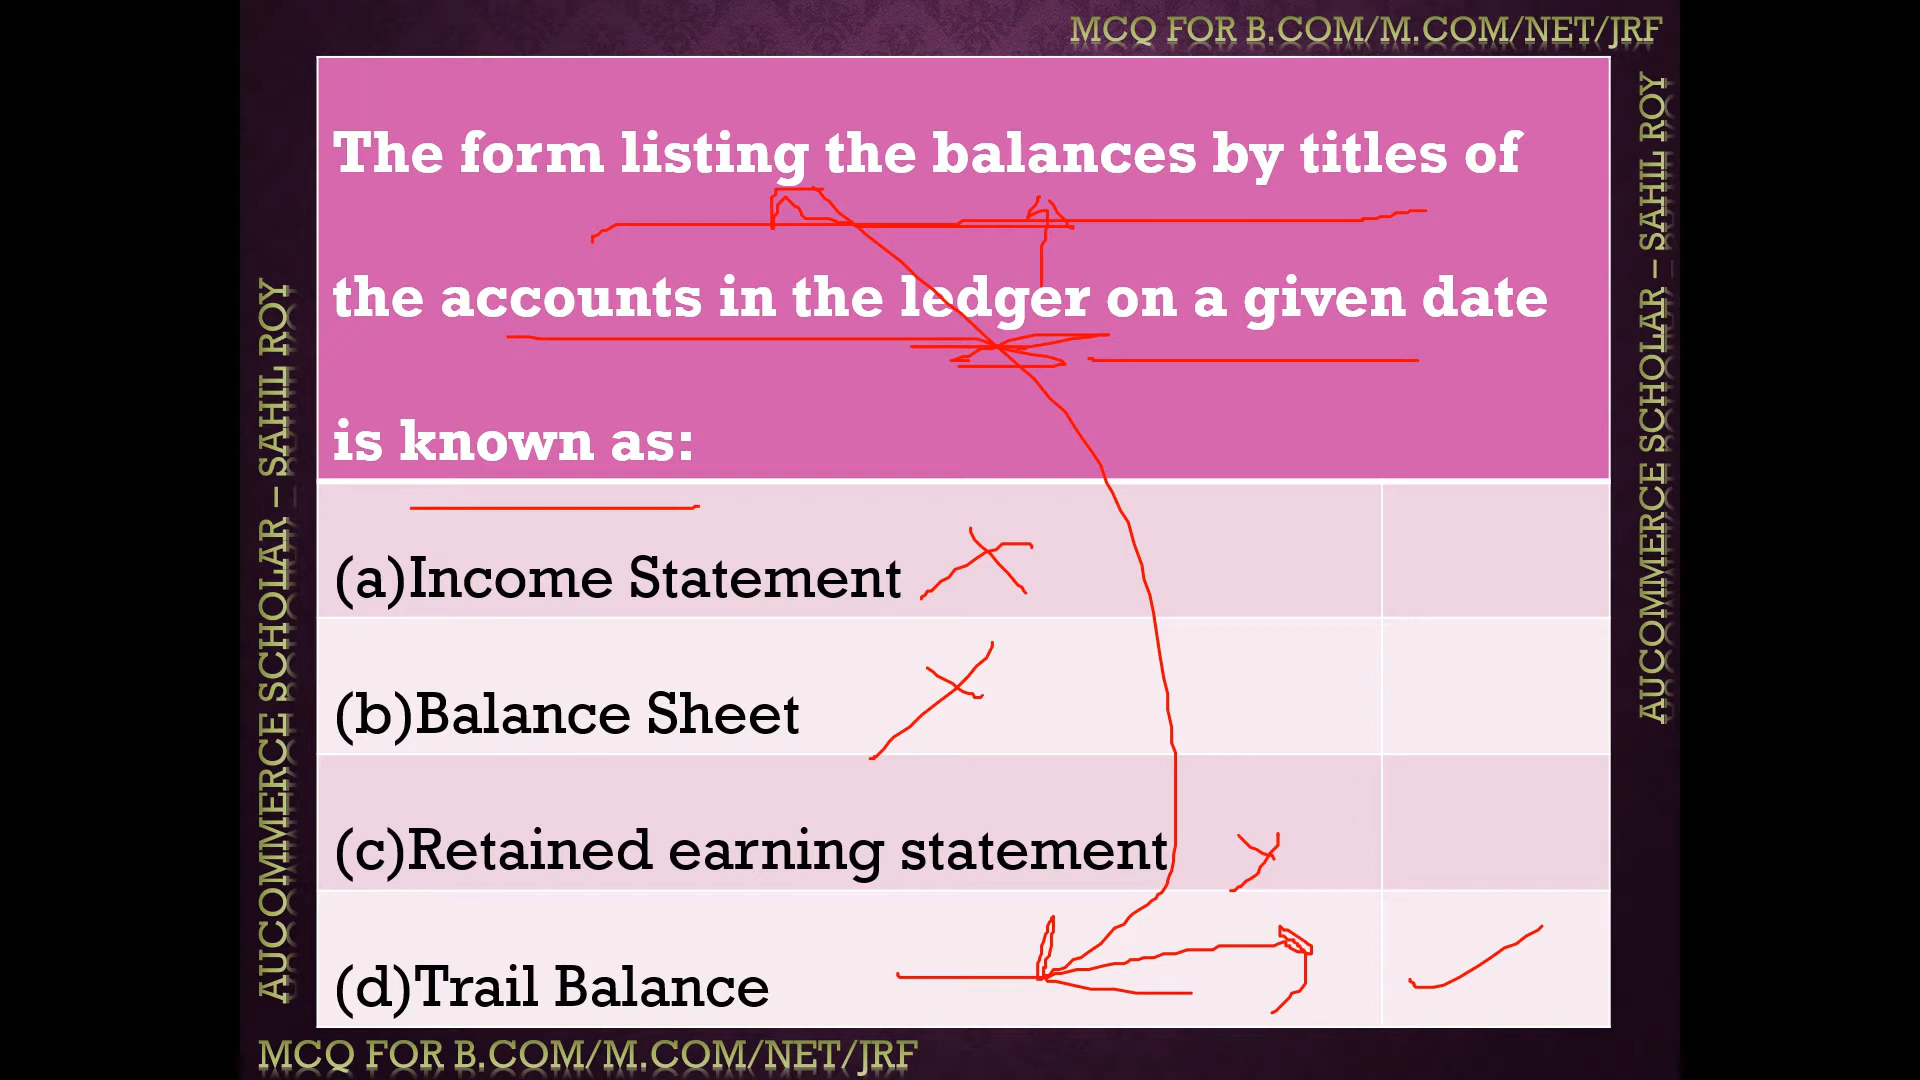 MCQ FOR B.COM/M.COM/NET/JRF
The form listing the balances by titles of
the accounts in the ledger on a given date
is known as:
(a)Income Statement
(b)Balance Sheet
(c)Retained earning statement
(d)Trail Balance
AUCOMMERCE SCHOLAR – SAHIL ROY
AUCOMMERCE SCHOLAR – SAHIL ROY
MCQ FOR B.COM/M.COM/NET/JRF